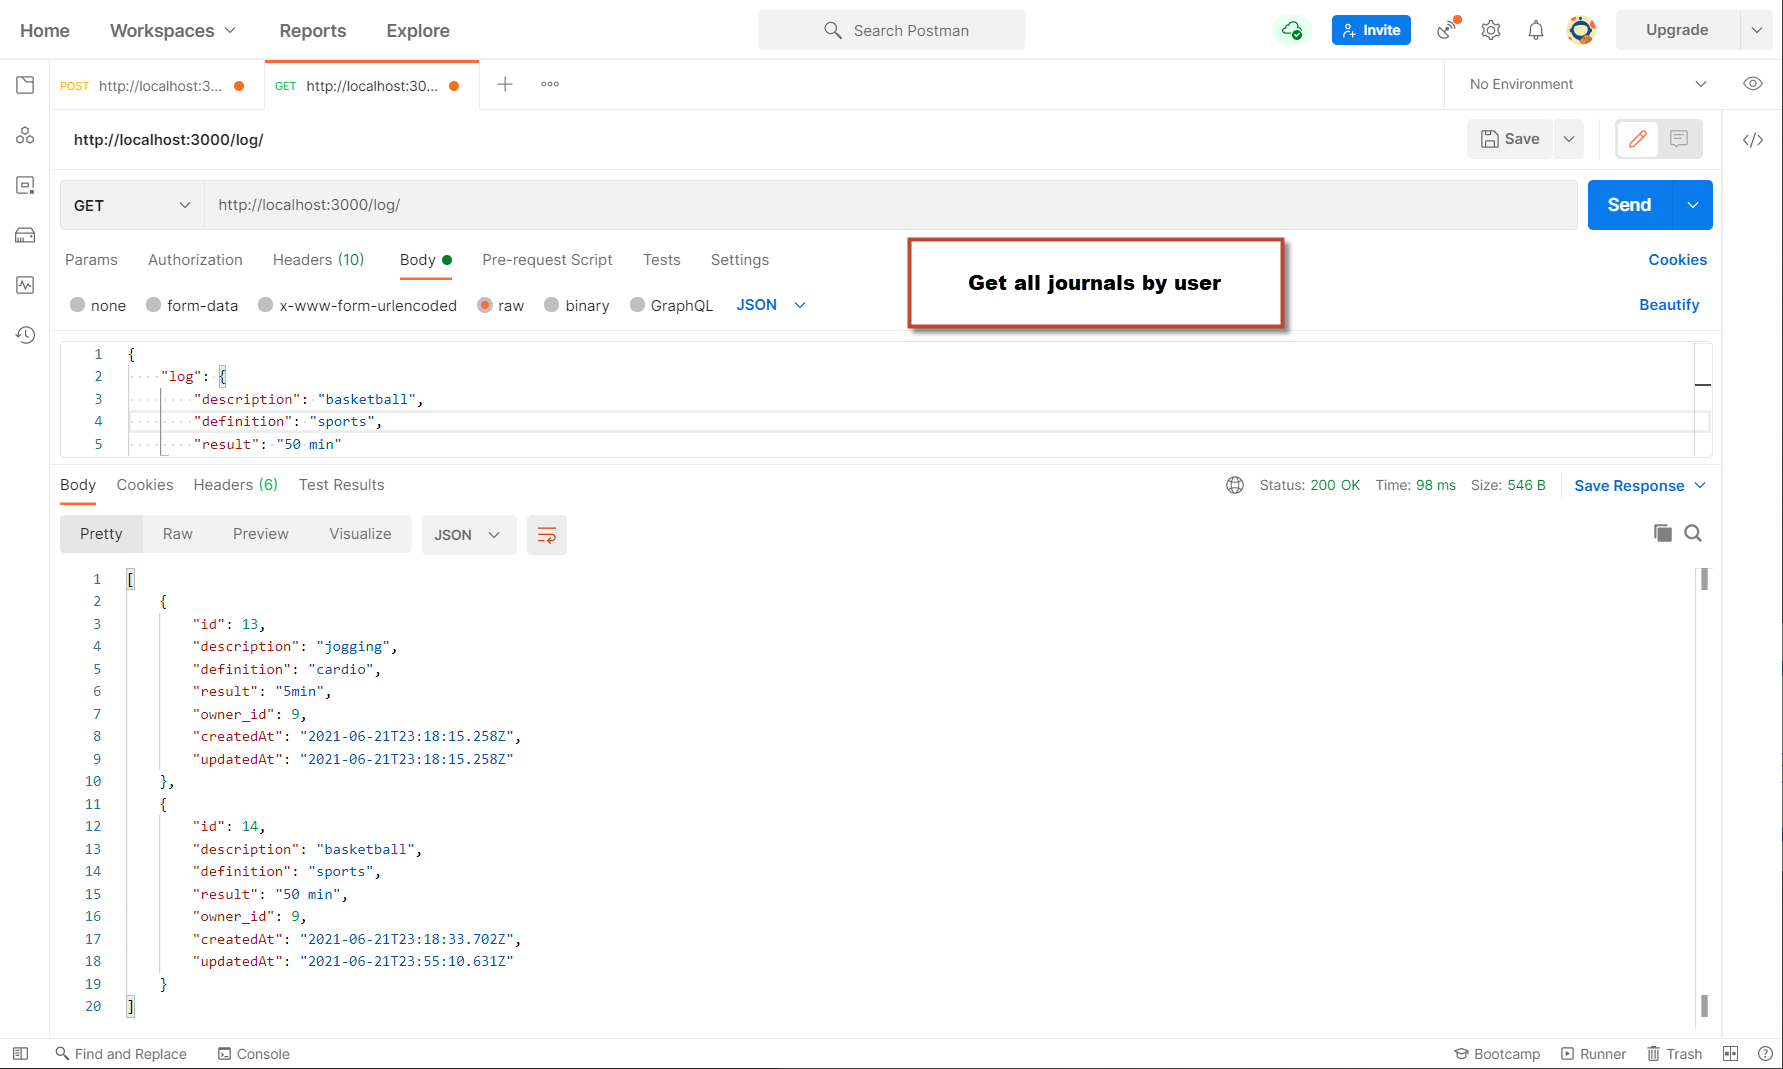 Home Workspaces Reports Explore Search Postman Invite Upgrade
POST http://localhost:3... GET http://localhost:30... No Environment
http://localhost:3000/log/ Save
GET http://localhost:3000/log/ Send
Params Authorization Headers (10) Body Pre-request Script Tests Settings Cookies
Get all journals by user
none form-data x-www-form-urlencoded raw binary GraphQL JSON Beautify
1 {
2 "log": {
3 "description": "basketball",
4 "definition": "sports",
5 "result": "50 min"
Body Cookies Headers (6) Test Results Status: 200 OK Time: 98 ms Size: 546 B Save Response
Pretty Raw Preview Visualize JSON
1 [
2 {
3 "id": 13,
4 "description": "jogging",
5 "definition": "cardio",
6 "result": "5min",
7 "owner_id": 9,
8 "createdAt": "2021-06-21T23:18:15.258Z",
9 "updatedAt": "2021-06-21T23:18:15.258Z"
10 },
11 {
12 "id": 14,
13 "description": "basketball",
14 "definition": "sports",
15 "result": "50 min",
16 "owner_id": 9,
17 "createdAt": "2021-06-21T23:18:33.702Z",
18 "updatedAt": "2021-06-21T23:55:10.631Z"
19 }
20 ]
Find and Replace Console Bootcamp Runner Trash